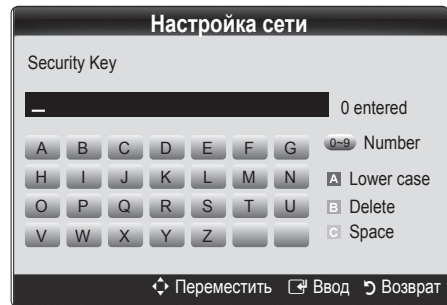 Настройка сети
Security Key
_ 0 entered
A B C D E F G 0~9 Number
H I J K L M N A Lower case
O P Q R S T U B Delete
V W X Y Z C Space
Переместить Ввод Возврат